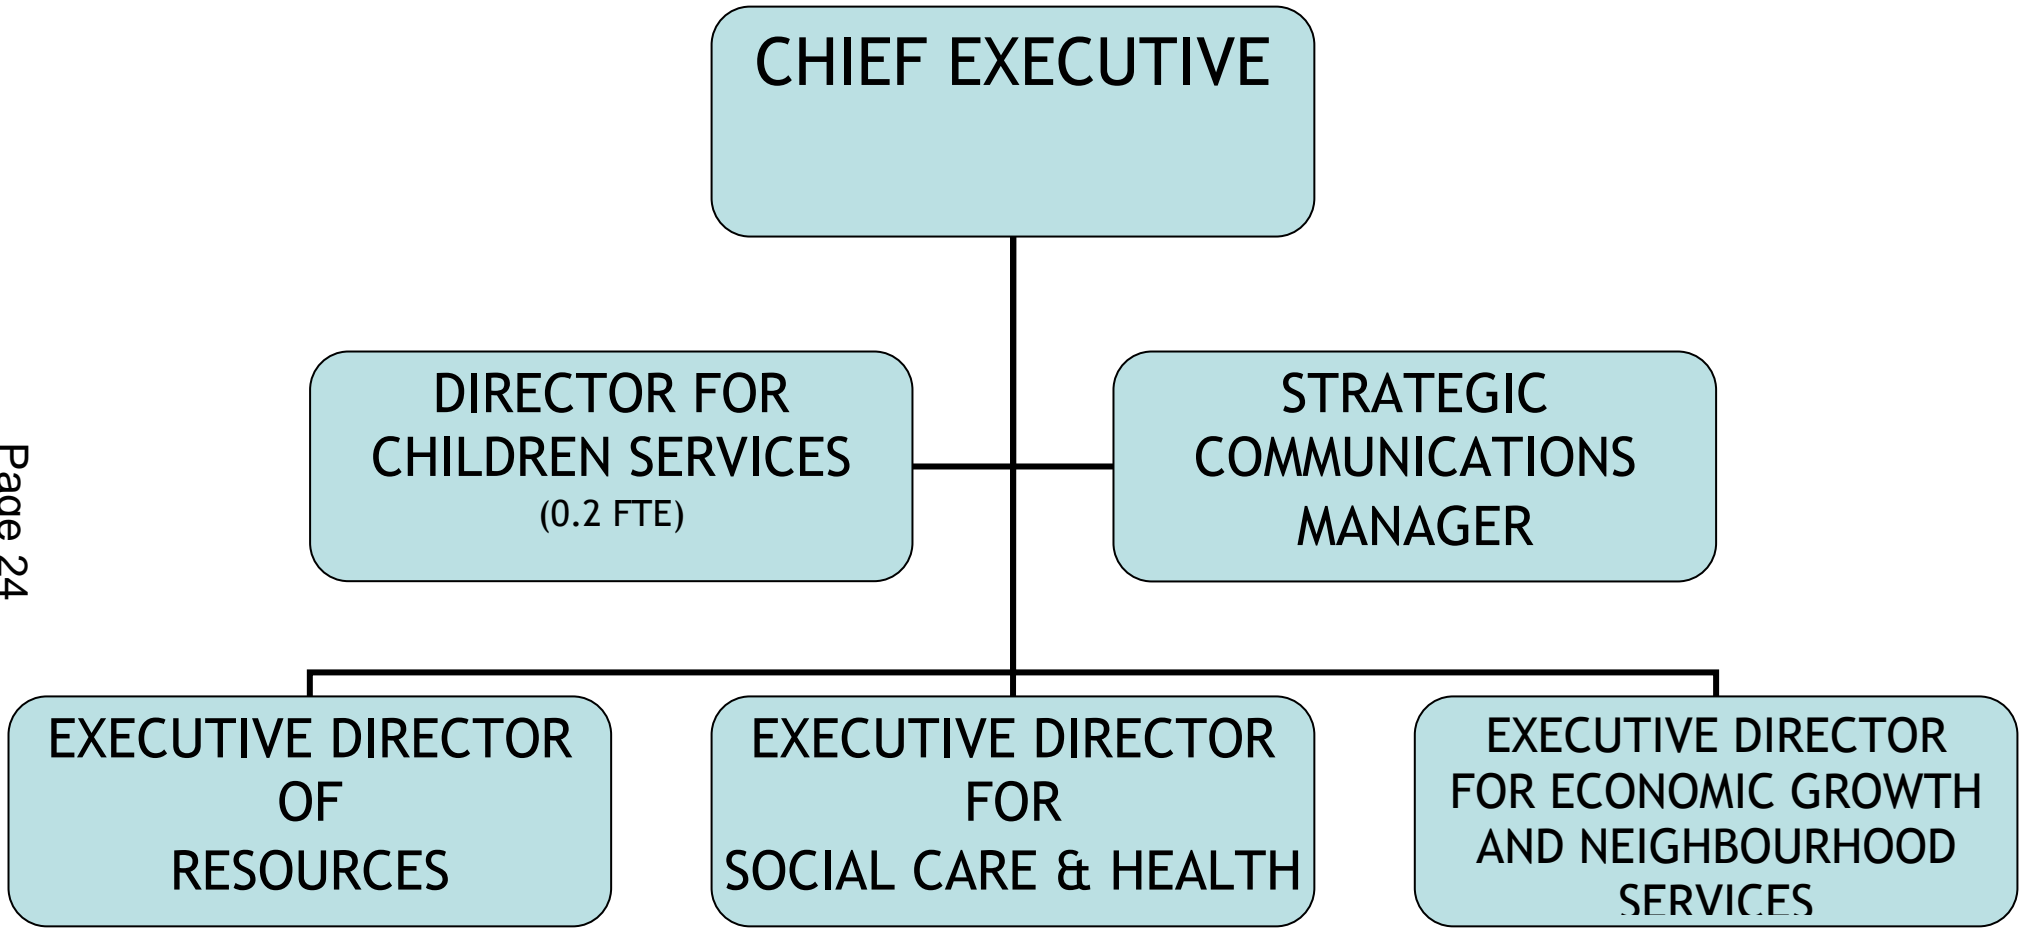 CHIEF EXECUTIVE
DIRECTOR FOR
CHILDREN SERVICES
(0.2 FTE)
STRATEGIC
COMMUNICATIONS
MANAGER
EXECUTIVE DIRECTOR
OF
RESOURCES
EXECUTIVE DIRECTOR
FOR
SOCIAL CARE & HEALTH
EXECUTIVE DIRECTOR
FOR ECONOMIC GROWTH
AND NEIGHBOURHOOD
SERVICES
Page 24